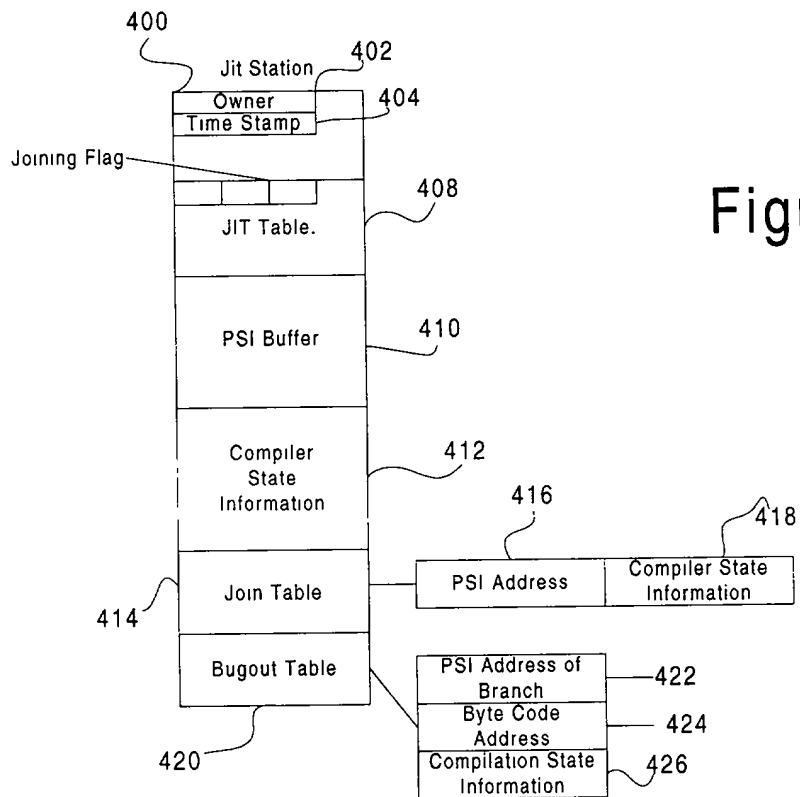 400
Jit Station
402
Owner
404
Time Stamp
Joining Flag
408
JIT Table.
Figu
PSI Buffer
410
Compiler
State
Information
412
416
418
Join Table
PSI Address
Compiler State
Information
414
Bugout Table
PSI Address of
Branch
422
Byte Code
Address
424
420
Compilation State
Information
426